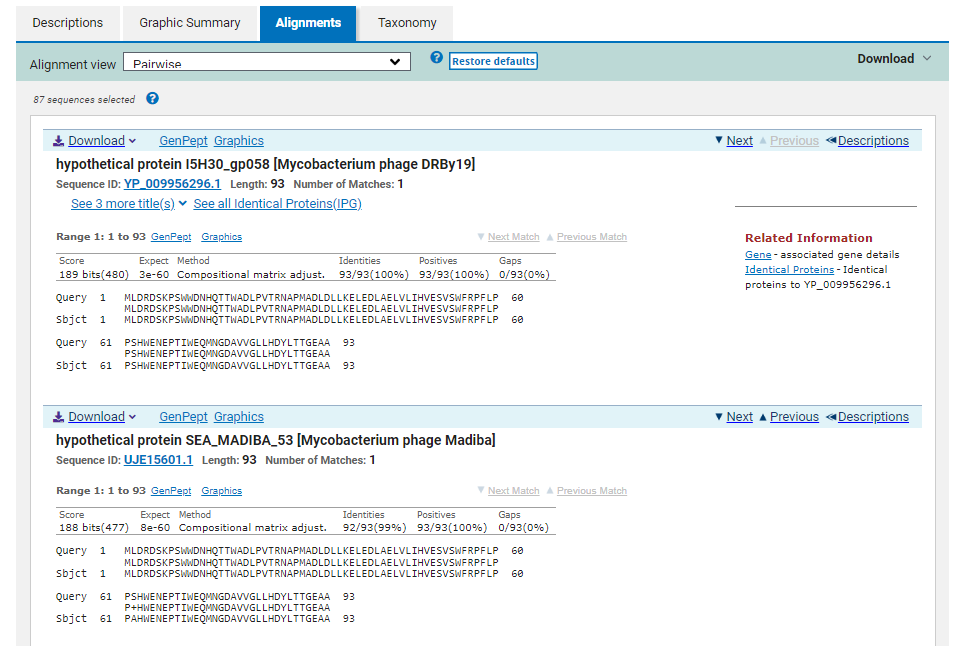 Descriptions Graphic Summary Alignments Taxonomy
Alignment view Pairwise ? Restore defaults Download
87 sequences selected ?
Download GenPept Graphics ▼ Next ▲ Previous ≪Descriptions
hypothetical protein I5H30_gp058 [Mycobacterium phage DRBy19]
Sequence ID: YP_009956296.1 Length: 93 Number of Matches: 1
See 3 more title(s) See all Identical Proteins(IPG)
Range 1: 1 to 93 GenPept Graphics ▼ Next Match ▲ Previous Match
Score Expect Method Identities Positives Gaps
189 bits(480) 3e-60 Compositional matrix adjust. 93/93(100%) 93/93(100%) 0/93(0%)
Query 1 MLDRDSKPSWWDNHQTTWADLPVTRNAPMADLDLLKELEDLAELVLIHVESVSWFRPFLP 60
MLDRDSKPSWWDNHQTTWADLPVTRNAPMADLDLLKELEDLAELVLIHVESVSWFRPFLP
Sbjct 1 MLDRDSKPSWWDNHQTTWADLPVTRNAPMADLDLLKELEDLAELVLIHVESVSWFRPFLP 60
Query 61 PSHWENEPTIWEQMNGDAVVGLLHDYLTTGEAA 93
PSHWENEPTIWEQMNGDAVVGLLHDYLTTGEAA
Sbjct 61 PSHWENEPTIWEQMNGDAVVGLLHDYLTTGEAA 93
Related Information
Gene - associated gene details
Identical Proteins - Identical
proteins to YP_009956296.1
Download GenPept Graphics ▼ Next ▲ Previous ≪Descriptions
hypothetical protein SEA_MADIBA_53 [Mycobacterium phage Madiba]
Sequence ID: UJE15601.1 Length: 93 Number of Matches: 1
Range 1: 1 to 93 GenPept Graphics ▼ Next Match ▲ Previous Match
Score Expect Method Identities Positives Gaps
188 bits(477) 8e-60 Compositional matrix adjust. 92/93(99%) 93/93(100%) 0/93(0%)
Query 1 MLDRDSKPSWWDNHQTTWADLPVTRNAPMADLDLLKELEDLAELVLIHVESVSWFRPFLP 60
MLDRDSKPSWWDNHQTTWADLPVTRNAPMADLDLLKELEDLAELVLIHVESVSWFRPFLP
Sbjct 1 MLDRDSKPSWWDNHQTTWADLPVTRNAPMADLDLLKELEDLAELVLIHVESVSWFRPFLP 60
Query 61 PSHWENEPTIWEQMNGDAVVGLLHDYLTTGEAA 93
P+HWENEPTIWEQMNGDAVVGLLHDYLTTGEAA
Sbjct 61 PAHWENEPTIWEQMNGDAVVGLLHDYLTTGEAA 93